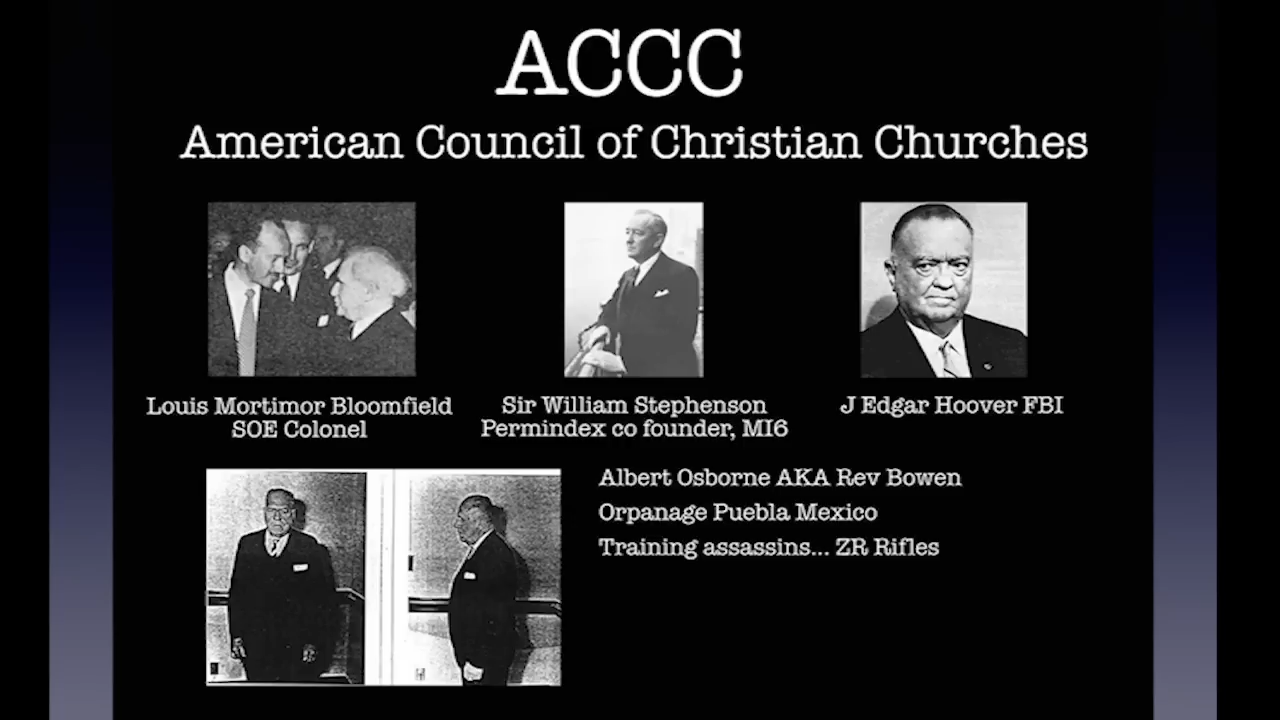 ACCC
American Council of Christian Churches
Louis Mortimor Bloomfield
SOE Colonel
Sir William Stephenson
Permindex co founder, MI6
J Edgar Hoover FBI
Albert Osborne AKA Rev Bowen
Orpanage Puebla Mexico
Training assassins... ZR Rifles